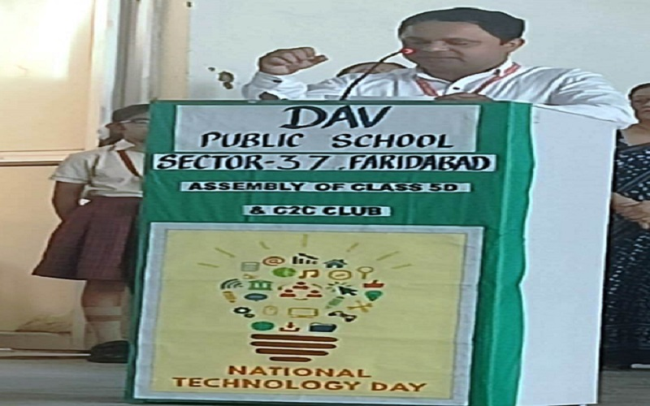 DAV
PUBLIC SCHOOL
SECTOR-37, FARIDABAD
ASSEMBLY OF CLASS 5D
& C2C CLUB
NATIONAL
TECHNOLOGY DAY